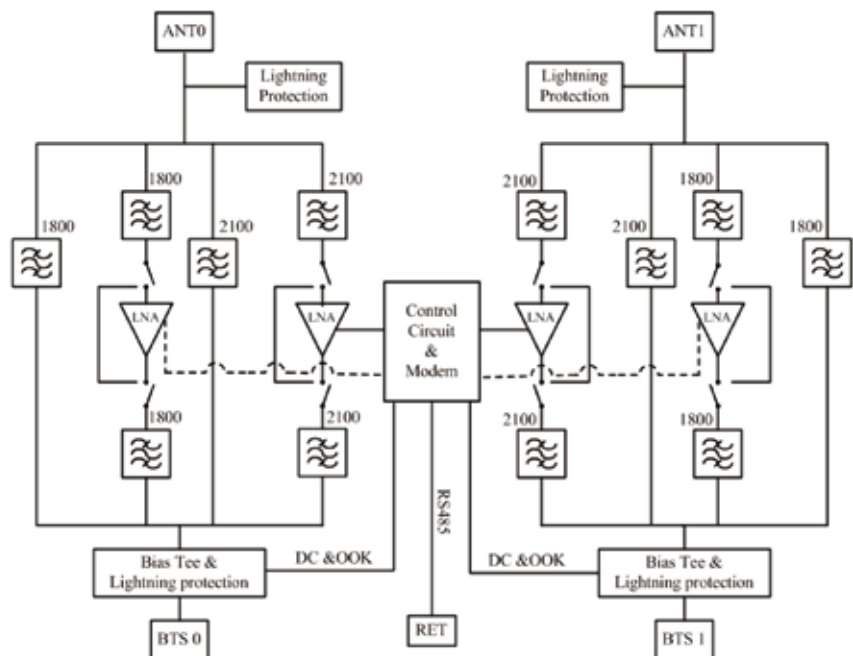 ANT0
ANT1
Lightning
Protection
Lightning
Protection
1800
2100
2100
1800
1800
2100
2100
1800
LNA
LNA
Control
Circuit
&
Modem
LNA
LNA
1800
2100
2100
1800
RS485
Bias Tee &
Lightning protection
DC &OOK
DC &OOK
Bias Tee &
Lightning protection
BTS 0
RET
BTS 1